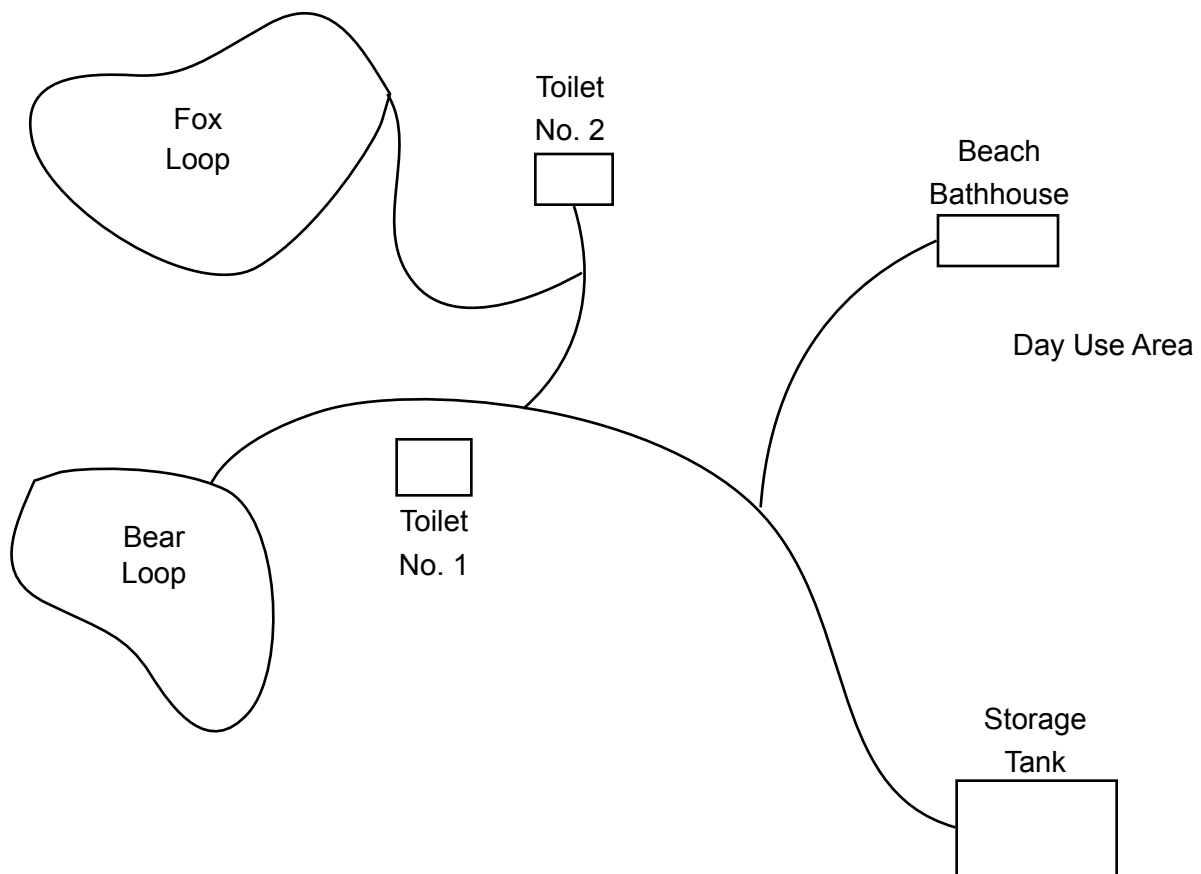 Fox
Loop
Toilet
No. 2
Beach
Bathhouse
Day Use Area
Toilet
No. 1
Bear
Loop
Storage
Tank